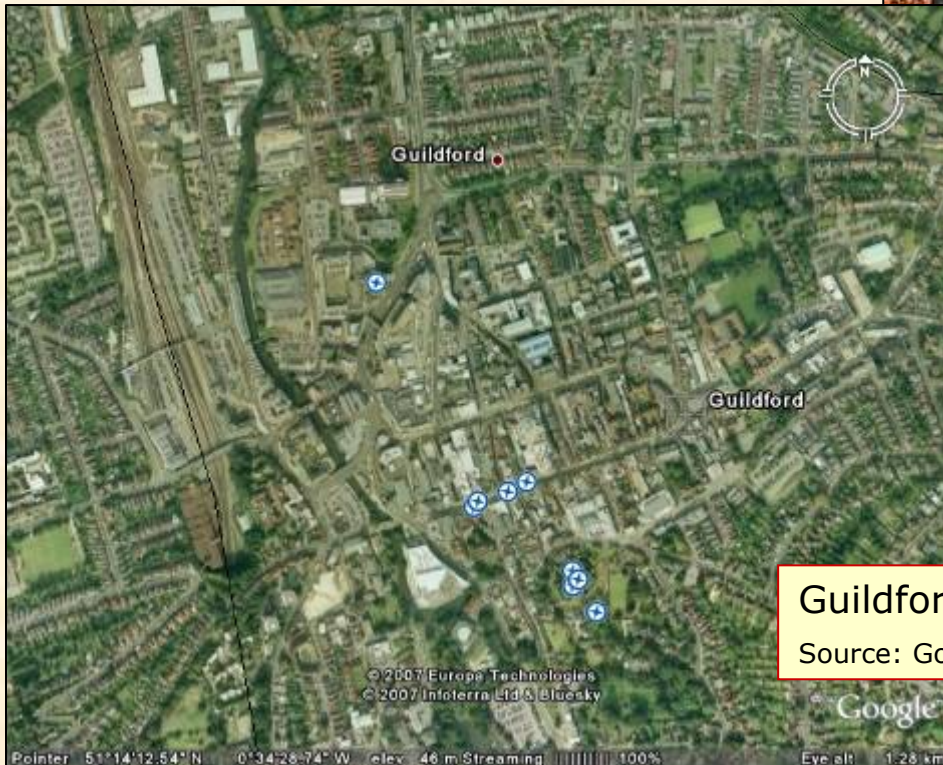 N
Guildford
Guildford
Guildfor
Source: Go
© 2007 Europa Technologies
© 2007 Infoterra Ltd & Bluesky
Google
Pointer 51°14'12.54" N 0°34'28.74" W elev 46 m Streaming |||||||| 100% Eye alt 1.28 km